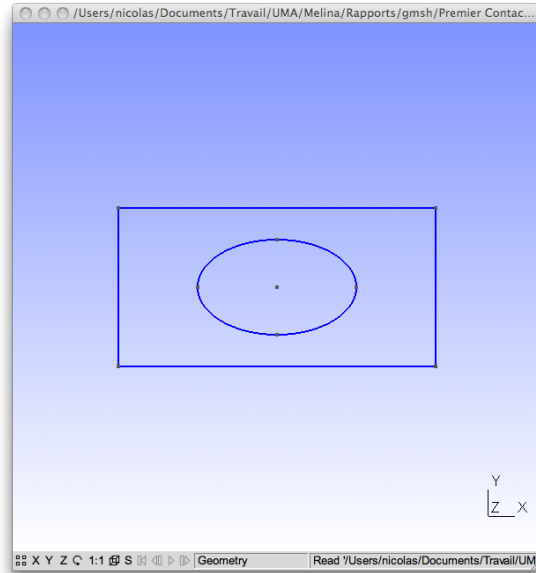 /Users/nicolas/Documents/Travail/UMA/Melina/Rapports/gmsh/Premier Contac...
Y
Z X
X Y Z 1:1 S Geometry Read '/Users/nicolas/Documents/Travail/UM